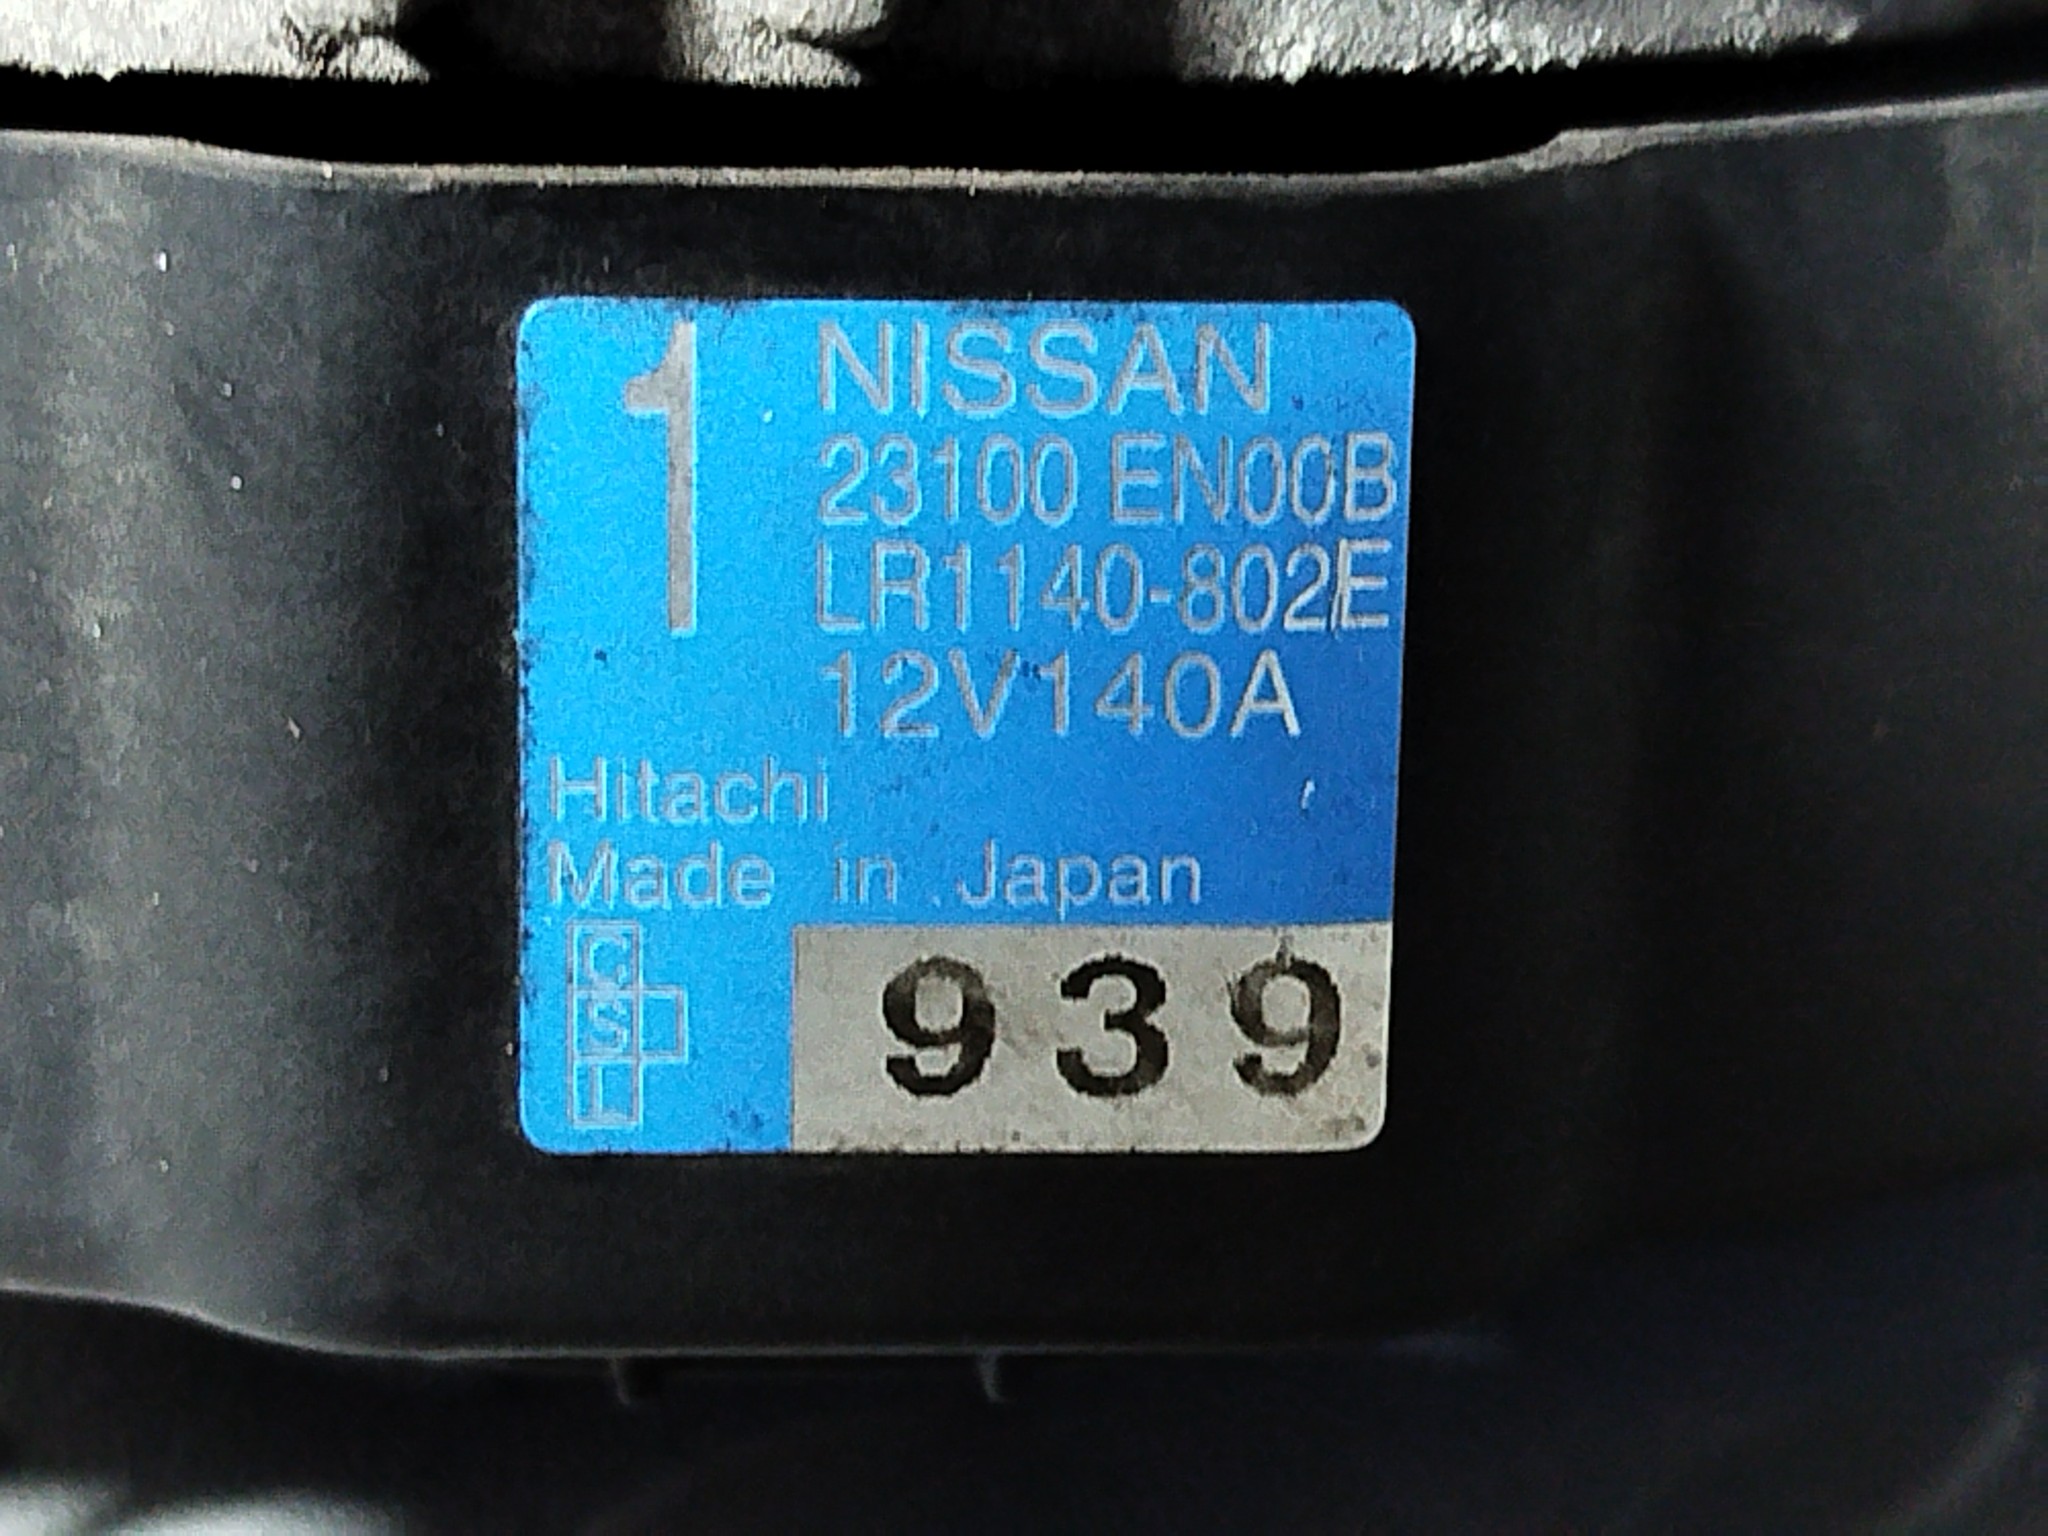 1
NISSAN
23100 EN00B
LR1140-802E
12V140A
Hitachi
Made in Japan
939